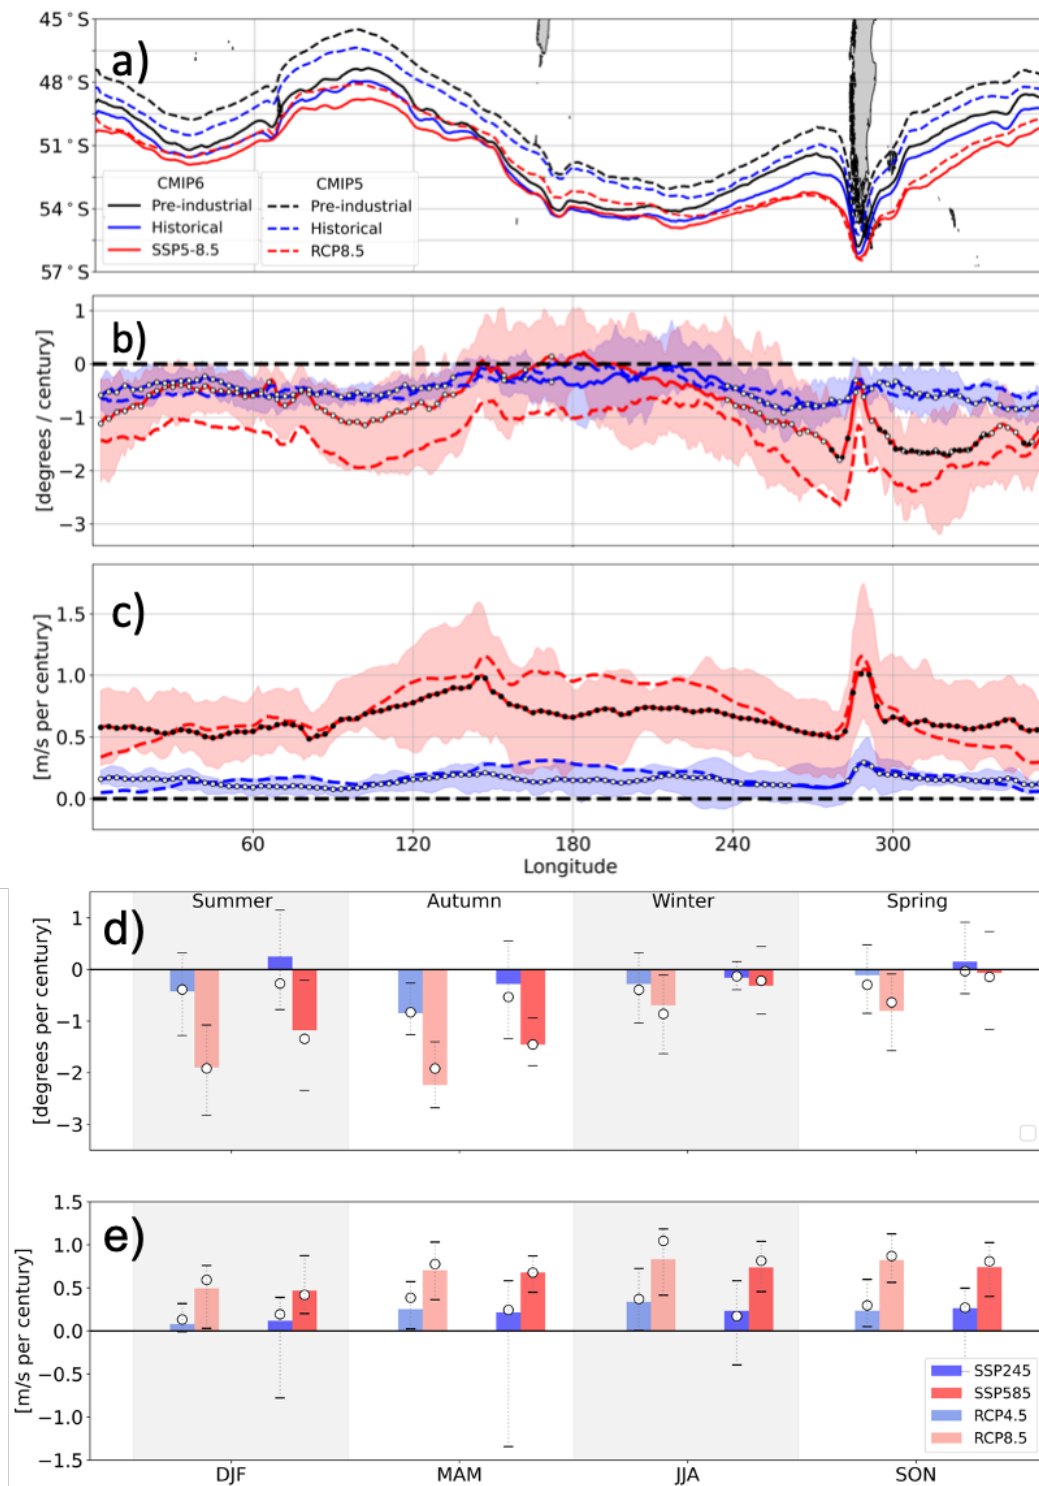 45°S
a)
48°S
51°S
CMIP6 CMIP5
Pre-industrial Pre-industrial
54°S
Historical Historical
SSP5-8.5 RCP8.5
57°S
b)
[degrees / century]
1
0
−1
−2
−3
c)
[m/s per century]
1.5
1.0
0.5
0.0
60 120 180 240 300
Longitude
Summer Autumn Winter Spring
d)
[degrees per century]
1
0
−1
−2
−3
e)
[m/s per century]
1.5
1.0
0.5
0.0
−0.5
−1.0
−1.5
SSP245
SSP585
RCP4.5
RCP8.5
DJF MAM JJA SON